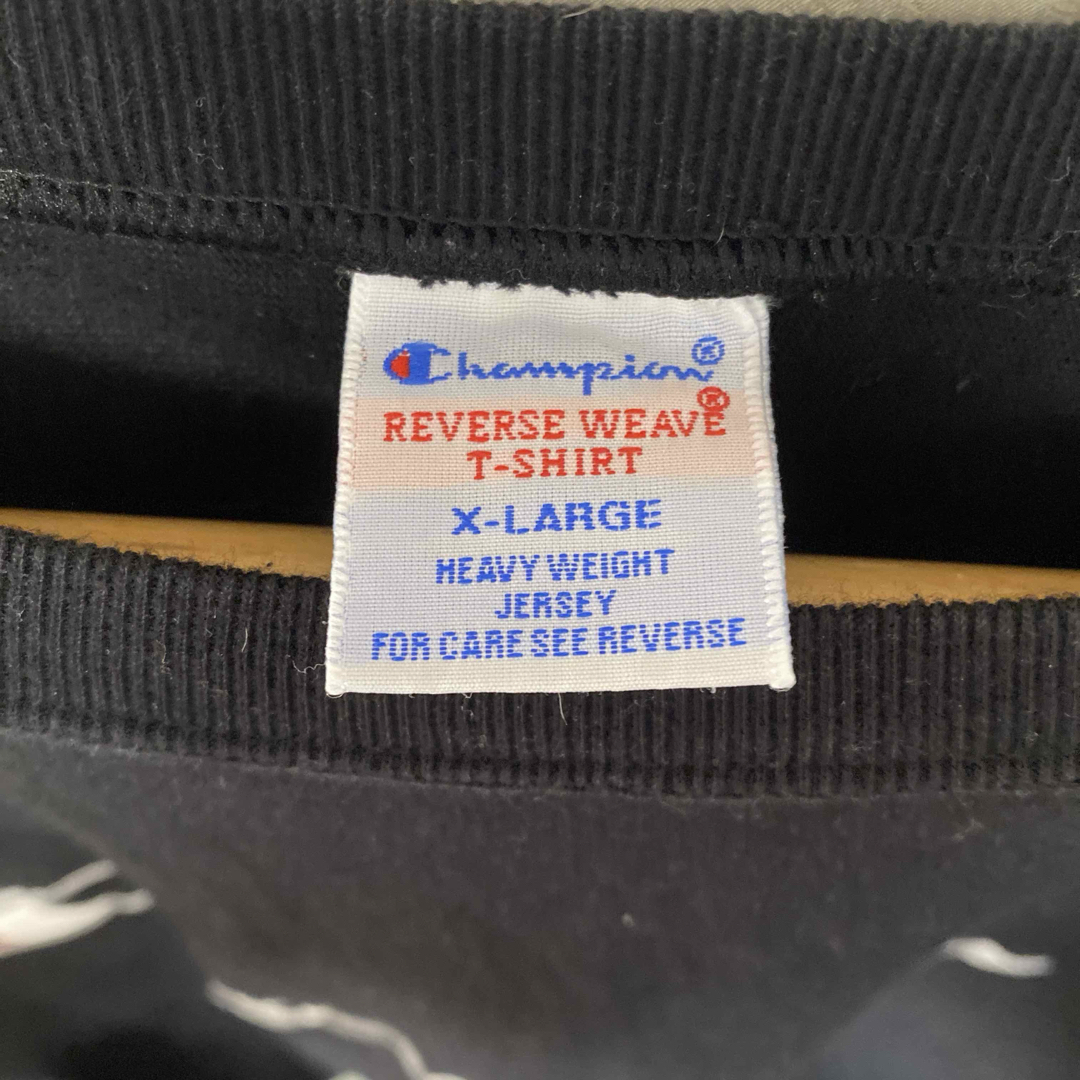 Champion®
REVERSE WEAVE®
T-SHIRT
X-LARGE
HEAVY WEIGHT
JERSEY
FOR CARE SEE REVERSE